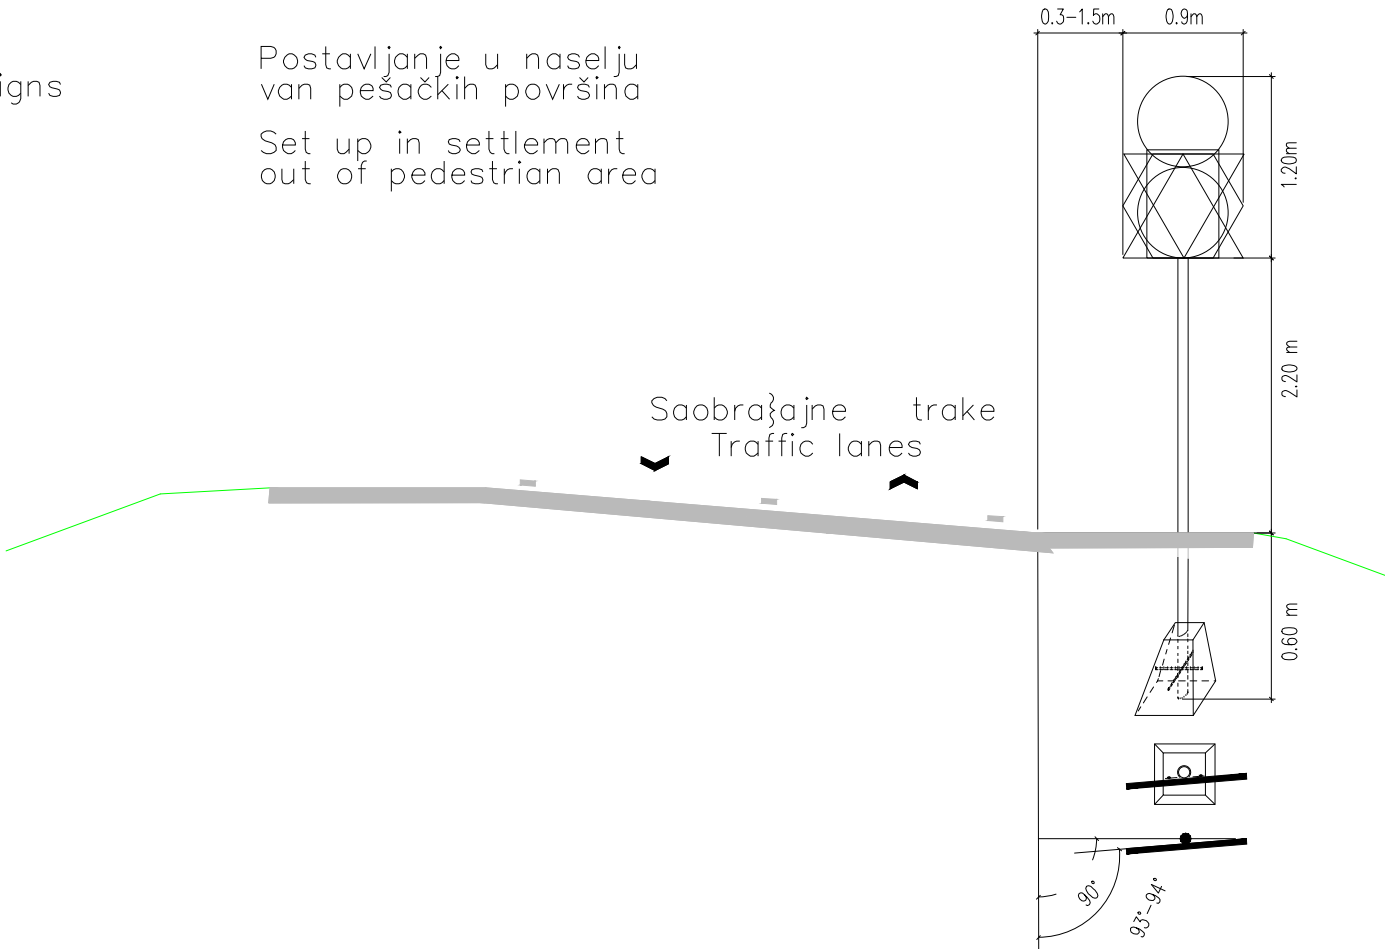 igns
Postavljanje u naselju
van pešačkih površina
Set up in settlement
out of pedestrian area
0.3-1.5m
0.9m
1.20m
2.20 m
Saobra}ajne trake
Traffic lanes
0.60 m
90°
93°-94°